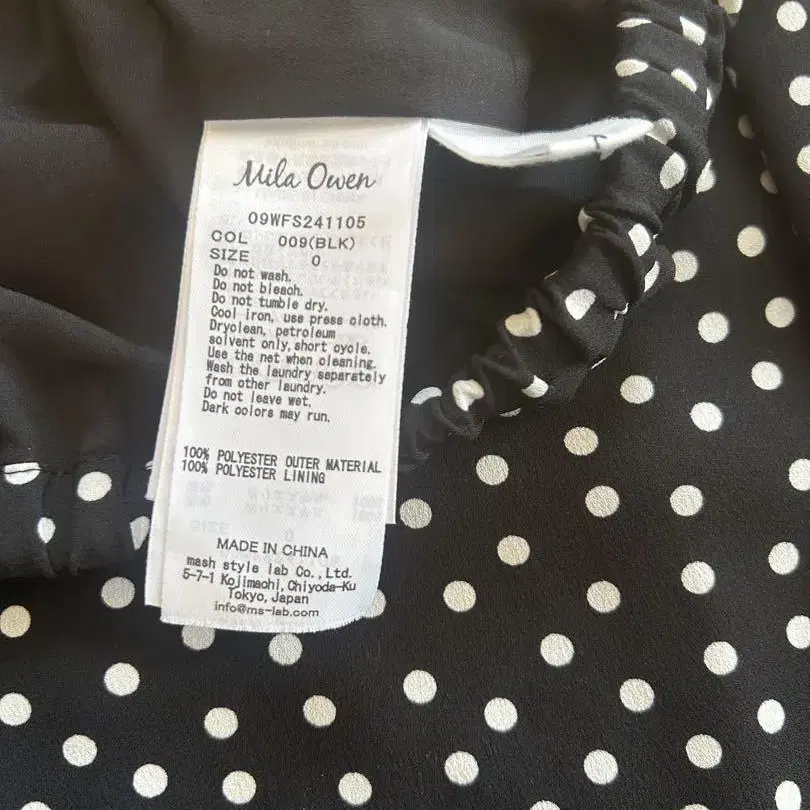 Mila Owen
09WFS241105
COL 009(BLK)
SIZE 0
Do not wash.
Do not bleach.
Do not tumble dry.
Cool iron, use press cloth.
Dryclean, petroleum
solvent only, short cycle.
Use the net when cleaning.
Wash the laundry separately
from other laundry.
Do not leave wet.
Dark colors may run.
100% POLYESTER OUTER MATERIAL
100% POLYESTER LINING
SIZE 0
MADE IN CHINA
mash style lab Co., Ltd.
5-7-1 Kojimachi, Chiyoda-Ku
Tokyo, Japan
info@ms-lab.com